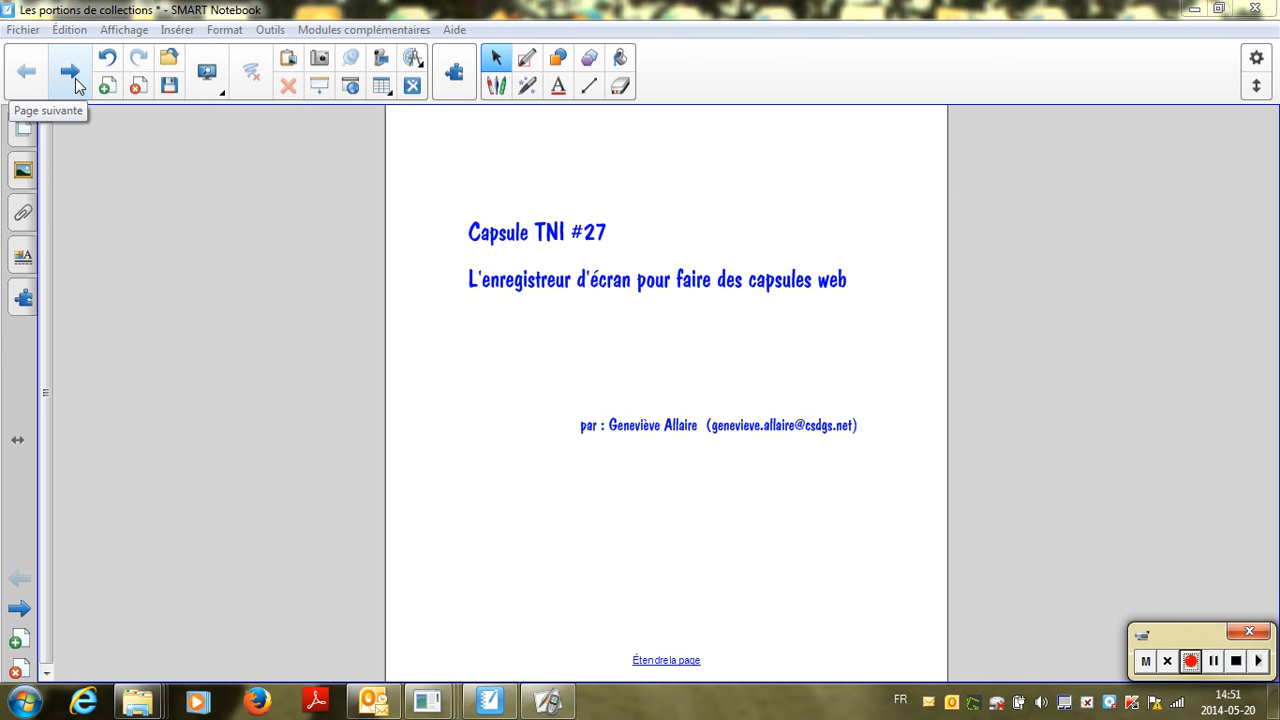 Les portions de collections * - SMART Notebook
Fichier Édition Affichage Insérer Format Outils Modules complémentaires Aide
Page suivante
Capsule TNI #27
L'enregistreur d'écran pour faire des capsules web
par : Geneviève Allaire (genevieve.allaire@csdgs.net)
Étendre la page
M
FR
14:51
2014-05-20